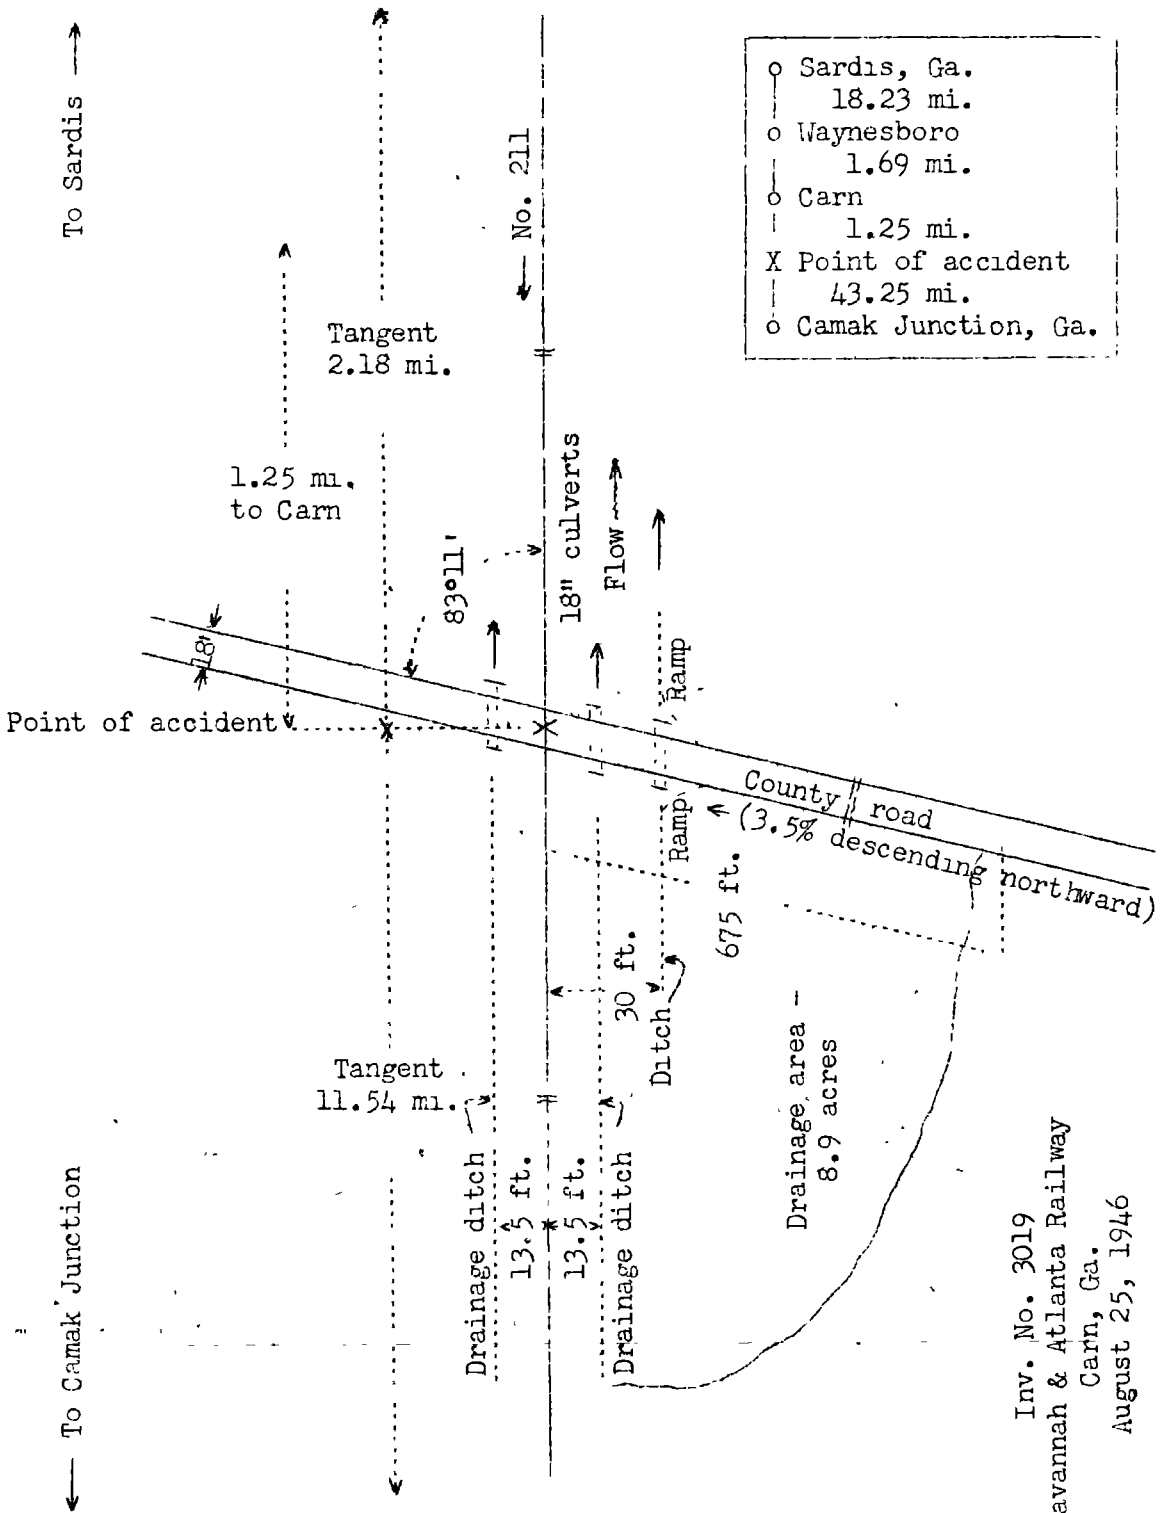 To Sardis
No. 211
Sardis, Ga.
18.23 mi.
Waynesboro
1.69 mi.
Carn
1.25 mi.
X Point of accident
43.25 mi.
Camak Junction, Ga.
Tangent
2.18 mi.
1.25 mi.
to Carn
83°11'
18" culverts
Flow
18'
Ramp
Point of accident
X
X
County road
(3.5% descending northward)
Ramp
675 ft.
30 ft.
Ditch
Tangent
11.54 mi.
Drainage area -
8.9 acres
Drainage ditch
13.5 ft.
13.5 ft.
Drainage ditch
To Camak Junction
Inv. No. 3019
avannah & Atlanta Railway
Carn, Ga.
August 25, 1946